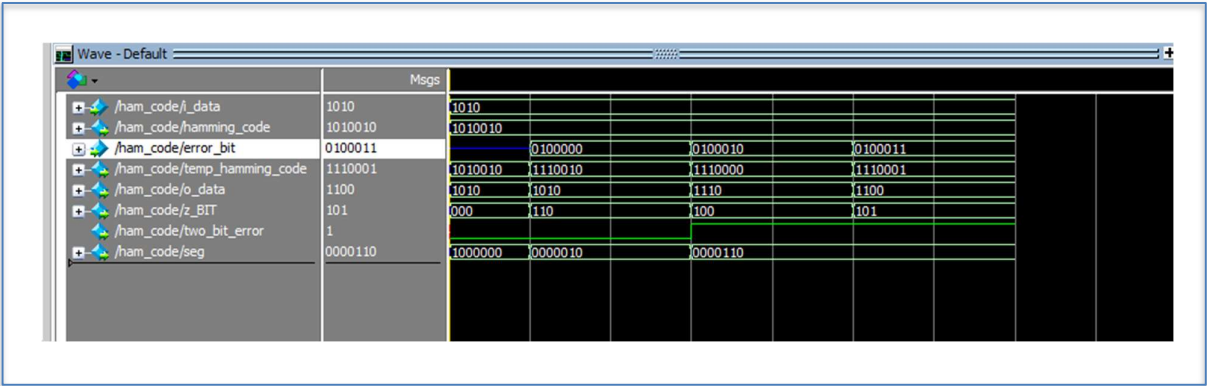 Wave - Default
Msgs
/ham_code/i_data 1010 1010
/ham_code/hamming_code 1010010 1010010
/ham_code/error_bit 0100011 0100000 0100010 0100011
/ham_code/temp_hamming_code 1110001 1010010 1110010 1110000 1110001
/ham_code/o_data 1100 1010 1010 1110 1100
/ham_code/z_BIT 101 000 110 100 101
/ham_code/two_bit_error 1
/ham_code/seg 0000110 1000000 0000010 0000110